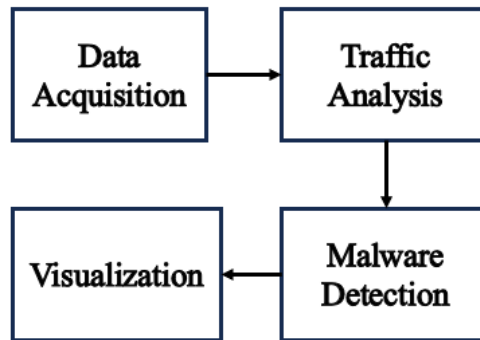 Data
Acquisition
Traffic
Analysis
Visualization
Malware
Detection